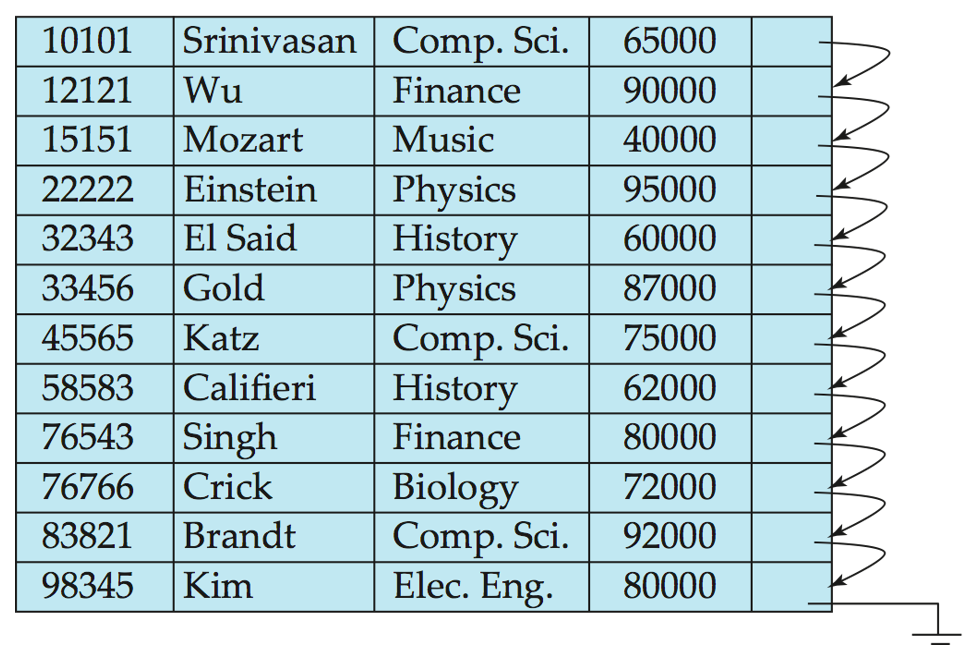 10101 Srinivasan Comp. Sci. 65000
12121 Wu Finance 90000
15151 Mozart Music 40000
22222 Einstein Physics 95000
32343 El Said History 60000
33456 Gold Physics 87000
45565 Katz Comp. Sci. 75000
58583 Califieri History 62000
76543 Singh Finance 80000
76766 Crick Biology 72000
83821 Brandt Comp. Sci. 92000
98345 Kim Elec. Eng. 80000